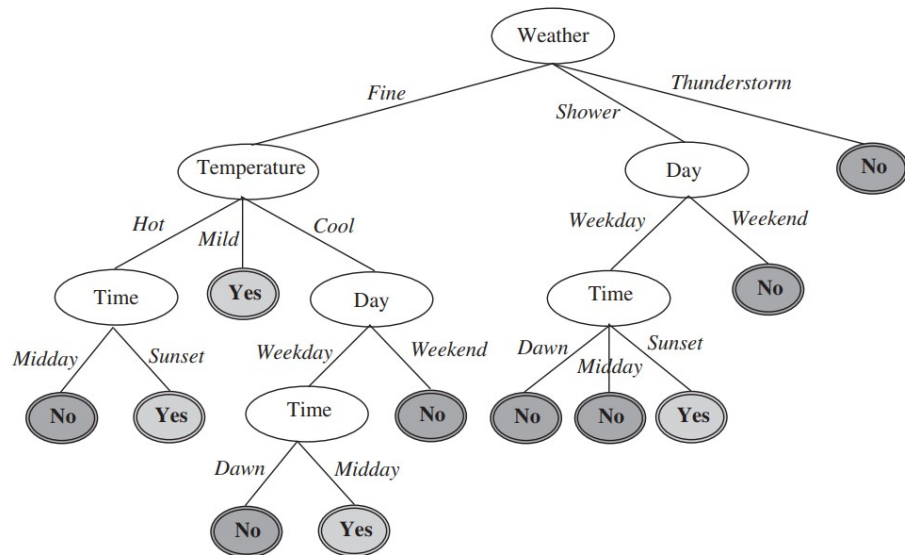 Weather
Fine
Shower
Thunderstorm
Temperature
Day
No
Hot
Mild
Cool
Weekday
Weekend
Time
Yes
Day
Time
No
Midday
Sunset
Weekday
Weekend
Dawn
Midday
Sunset
No
Yes
Time
No
No
No
Yes
Dawn
Midday
No
Yes